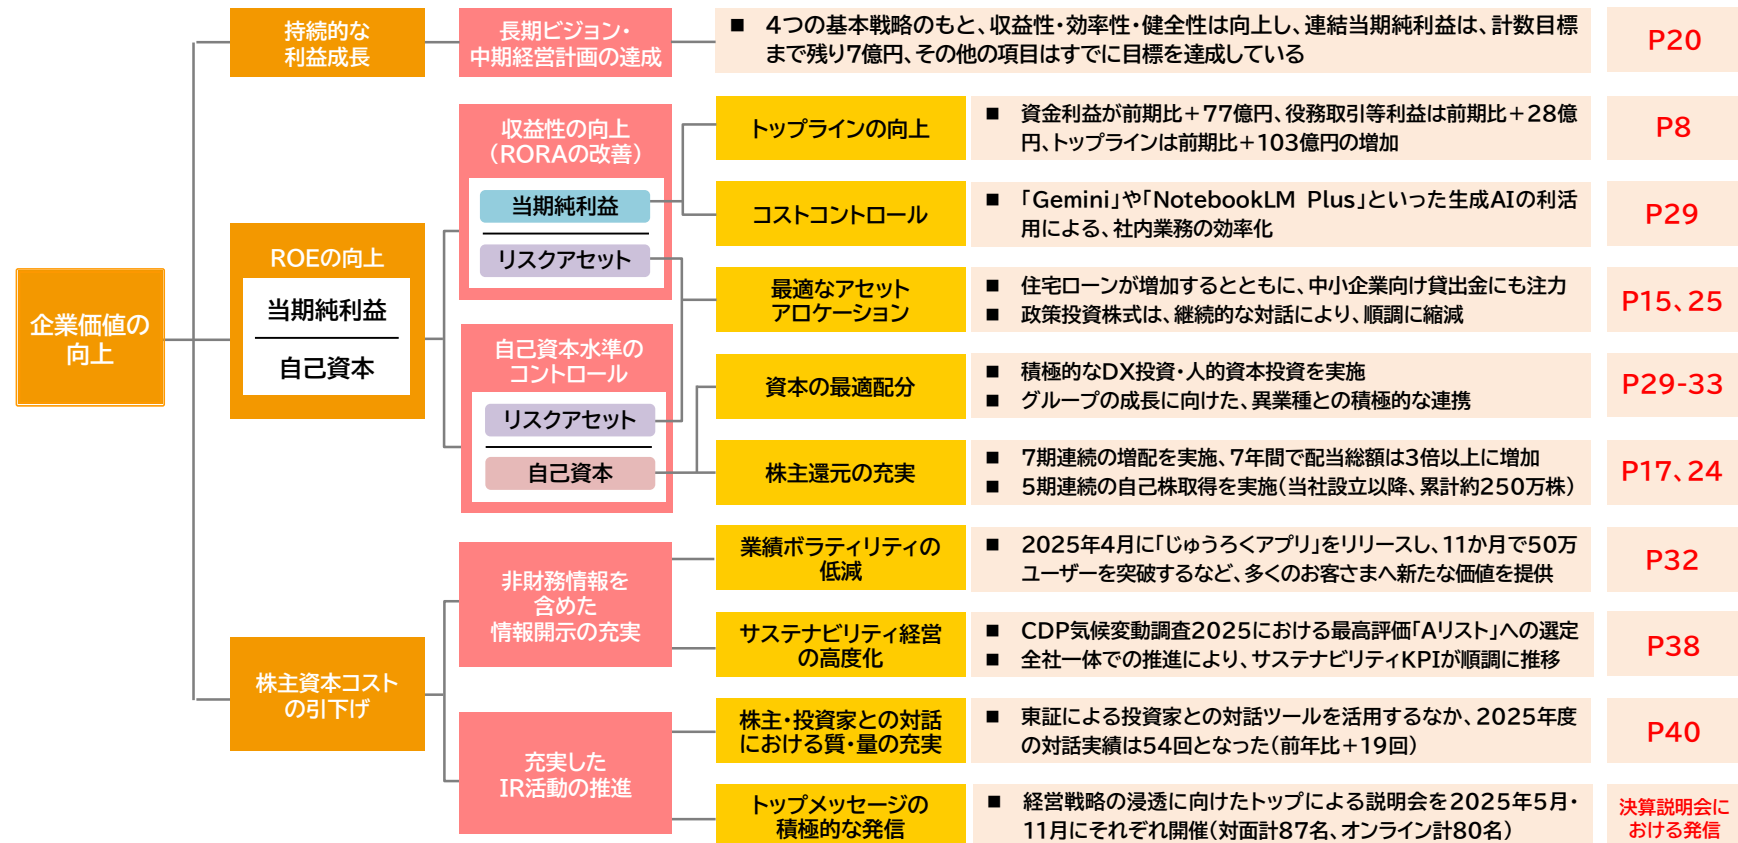 企業価値の
向上
持続的な
利益成長
長期ビジョン・
中期経営計画の達成
■ 4つの基本戦略のもと、収益性・効率性・健全性は向上し、連結当期純利益は、計数目標
まで残り7億円、その他の項目はすでに目標を達成している
P20
ROEの向上
当期純利益
自己資本
収益性の向上
(RORAの改善)
当期純利益
リスクアセット
トップラインの向上
■ 資金利益が前期比+77億円、役務取引等利益は前期比+28億
円、トップラインは前期比+103億円の増加
P8
コストコントロール
■ 「Gemini」や「NotebookLM Plus」といった生成AIの利活
用による、社内業務の効率化
P29
最適なアセット
アロケーション
■ 住宅ローンが増加するとともに、中小企業向け貸出金にも注力
■ 政策投資株式は、継続的な対話により、順調に縮減
P15、25
自己資本水準の
コントロール
リスクアセット
自己資本
資本の最適配分
■ 積極的なDX投資・人的資本投資を実施
■ グループの成長に向けた、異業種との積極的な連携
P29-33
株主還元の充実
■ 7期連続の増配を実施、7年間で配当総額は3倍以上に増加
■ 5期連続の自己株取得を実施(当社設立以降、累計約250万株)
P17、24
株主資本コスト
の引下げ
非財務情報を
含めた
情報開示の充実
業績ボラティリティの
低減
■ 2025年4月に「じゅうろくアプリ」をリリースし、11か月で50万
ユーザーを突破するなど、多くのお客さまへ新たな価値を提供
P32
サステナビリティ経営
の高度化
■ CDP気候変動調査2025における最高評価「Aリスト」への選定
■ 全社一体での推進により、サステナビリティKPIが順調に推移
P38
充実した
IR活動の推進
株主・投資家との対話
における質・量の充実
■ 東証による投資家との対話ツールを活用するなか、2025年度
の対話実績は54回となった(前年比+19回)
P40
トップメッセージの
積極的な発信
■ 経営戦略の浸透に向けたトップによる説明会を2025年5月・
11月にそれぞれ開催(対面計87名、オンライン計80名)
決算説明会に
おける発信